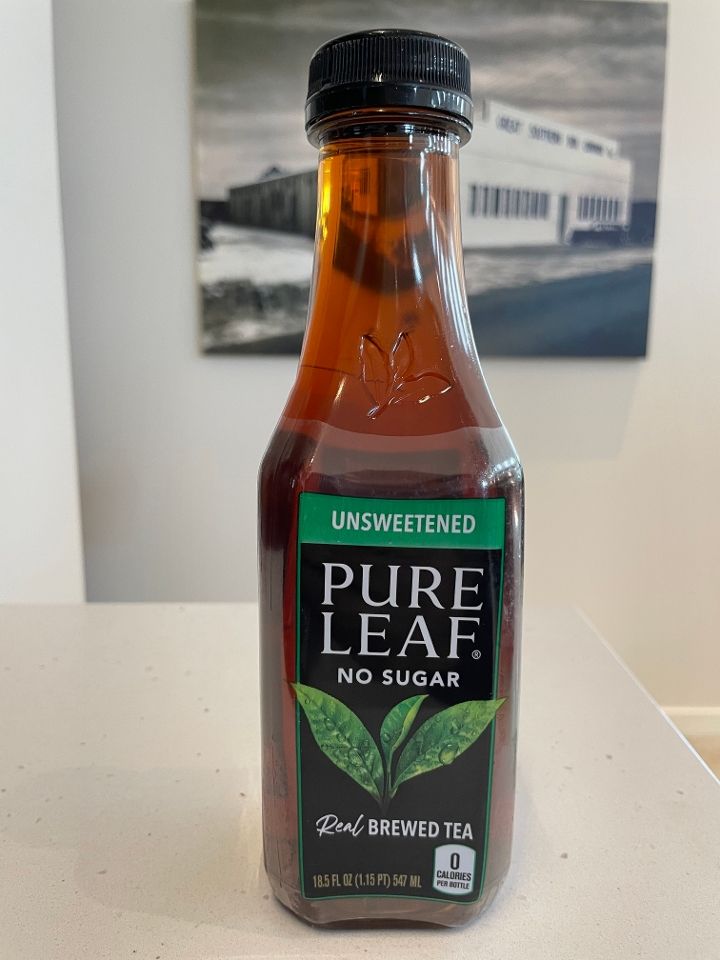 UNSWEETENED
PURE
LEAF®
NO SUGAR
Real BREWED TEA
0
CALORIES
PER BOTTLE
18.5 FL OZ (1.15 PT) 547 ML